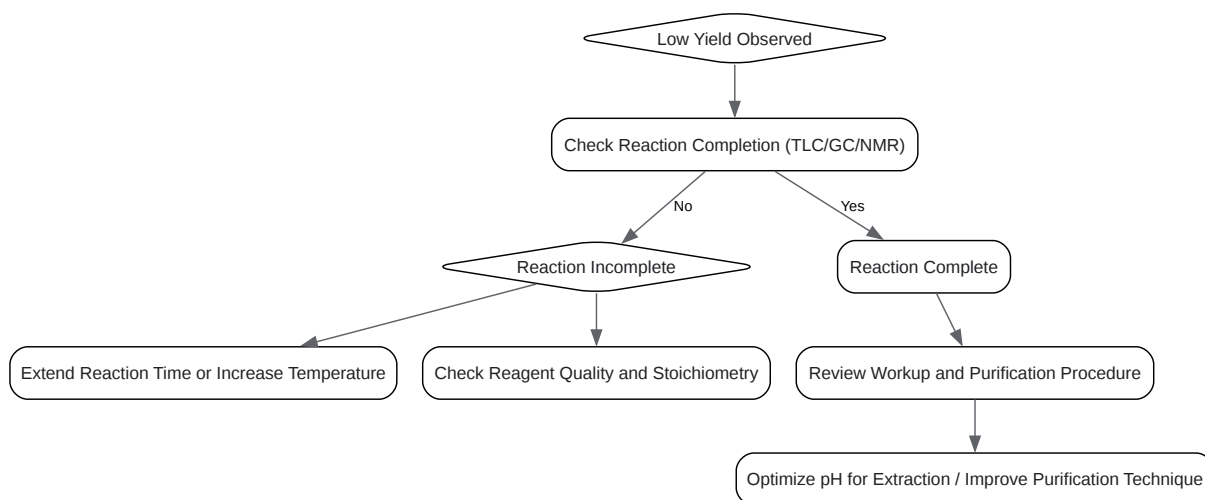 Low Yield Observed
Check Reaction Completion (TLC/GC/NMR)
No
Yes
Reaction Incomplete
Reaction Complete
Extend Reaction Time or Increase Temperature
Check Reagent Quality and Stoichiometry
Review Workup and Purification Procedure
Optimize pH for Extraction / Improve Purification Technique